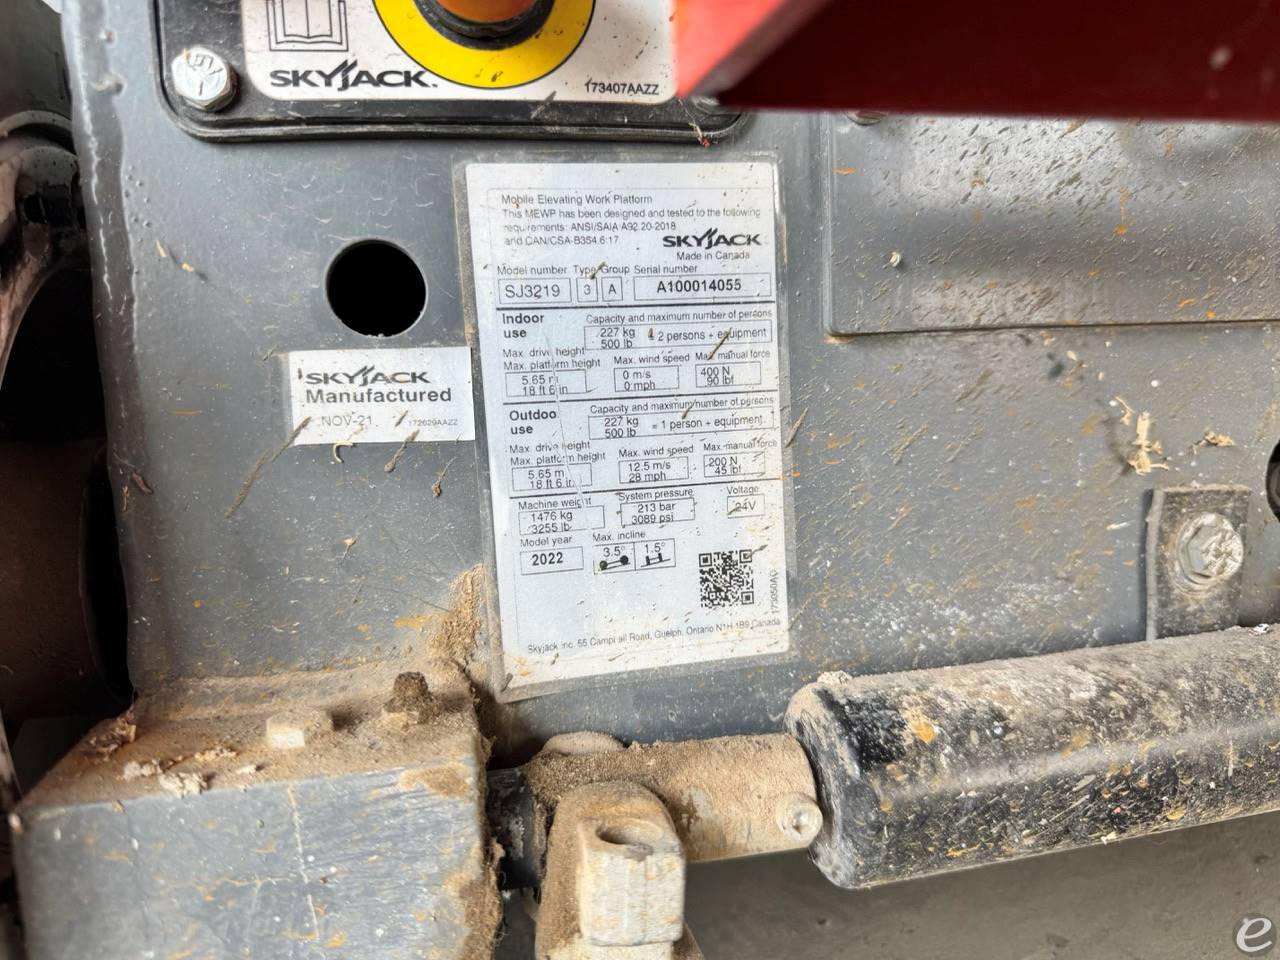 SKYJACK.
173407AAZZ
Mobile Elevating Work Platform
This MEWP has been designed and tested to the following
requirements: ANSI/SAIA A92.20-2018
and CAN/CSA-B354.6:17
SKYJACK
Made in Canada
Model number Type Group Serial number
SJ3219 3 A A100014055
Indoor use
Capacity and maximum number of persons
227 kg
500 lb
2 persons + equipment
Max. drive height
Max. platform height Max. wind speed Max. manual force
5.65 m 0 m/s 400 N
18 ft 6 in 0 mph 90 lbf
Outdoo
use
Capacity and maximum number of persons
227 kg
500 lb
= 1 person + equipment
Max. drive height
Max. platform height Max. wind speed Max. manual force
5.65 m 12.5 m/s 200 N
18 ft 6 in 28 mph 45 lbf
Machine weight System pressure Voltage
1476 kg 213 bar 24V
3255 lb 3089 psi
Model year Max. incline
2022 3.5° 1.5°
Skyjack Inc. 55 Campbell Road, Guelph, Ontario N1H 1B9 Canada
SKYJACK
Manufactured
NOV-21
172629AAZZ
e